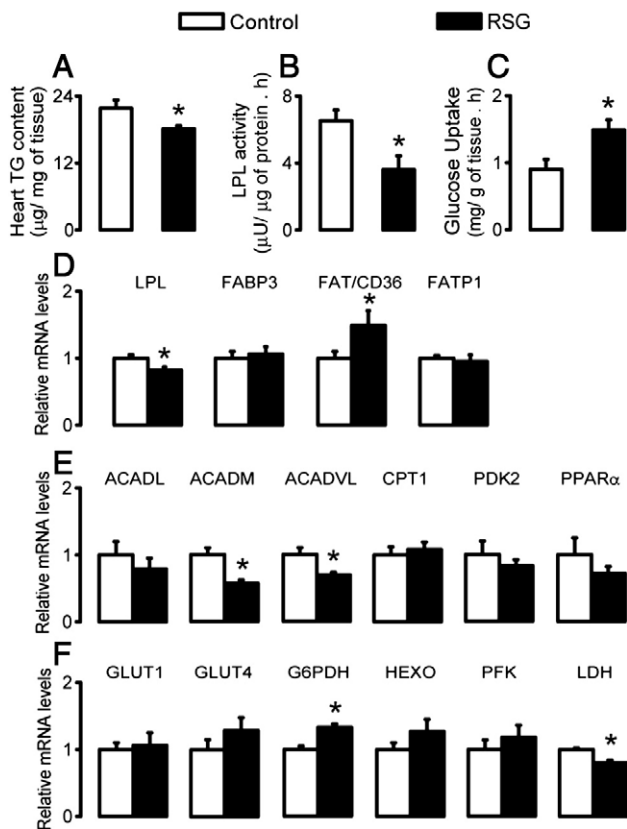 Control RSG
A B C
Heart TG content
(μg/ mg of tissue)
24
12
0
*
LPL activity
(μU/ μg of protein . h)
8
4
0
*
Glucose Uptake
(mg/ g of tissue . h)
2
1
0
*
D
Relative mRNA levels
2
1
0
LPL FABP3 FAT/CD36 FATP1
* *
E
Relative mRNA levels
2
1
0
ACADL ACADM ACADVL CPT1 PDK2 PPARα
* *
F
Relative mRNA levels
2
1
0
GLUT1 GLUT4 G6PDH HEXO PFK LDH
* *